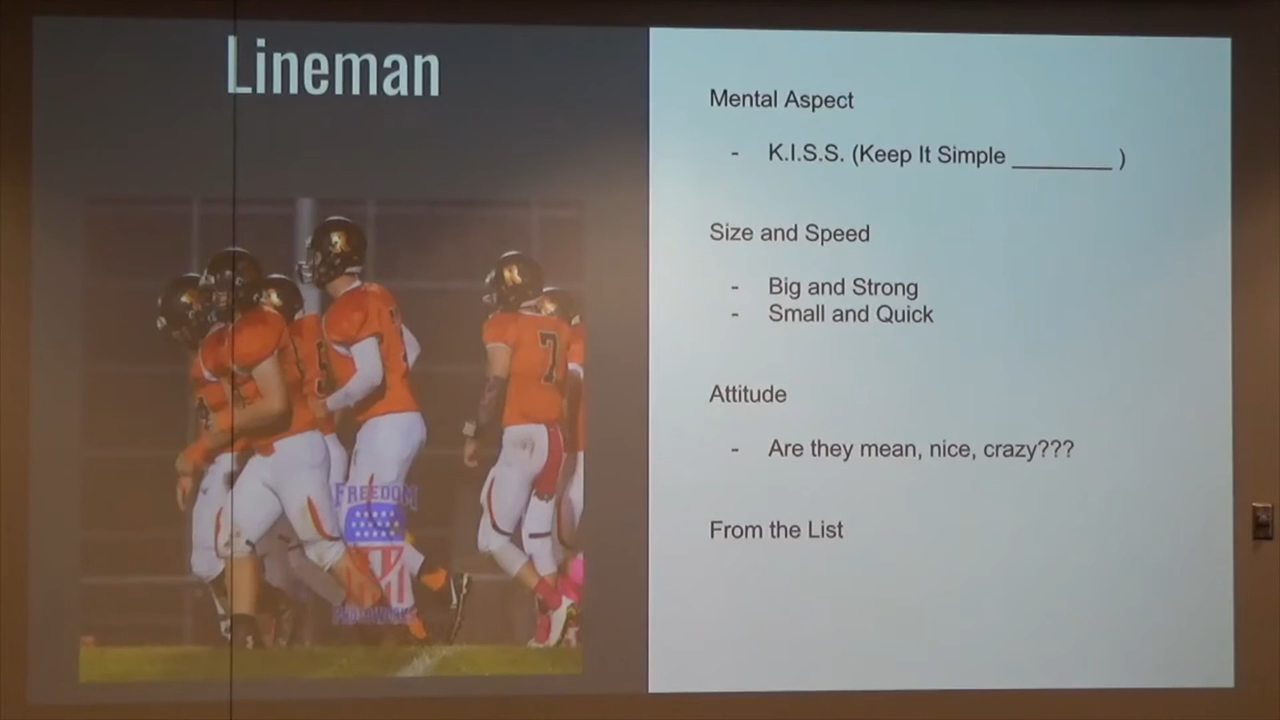 Lineman
Mental Aspect
- K.I.S.S. (Keep It Simple ________ )
Size and Speed
- Big and Strong
- Small and Quick
Attitude
- Are they mean, nice, crazy???
From the List
R
R
7
FREEDOM